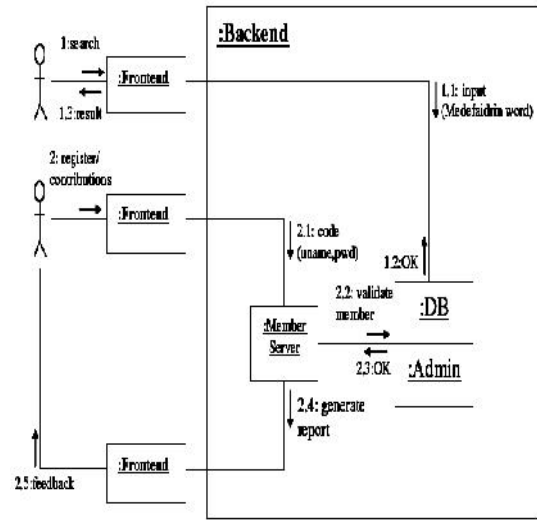 :Backend
1:search
:Frontend
1.3:result
1.1: input
(Medefaidrin word)
2: register/
contributions
:Frontend
2.1: code
(uname,pwd)
1.2:OK
2.2: validate
member
:DB
:Member
Server
2.3:OK
:Admin
2.4: generate
report
:Frontend
2.5:feedback